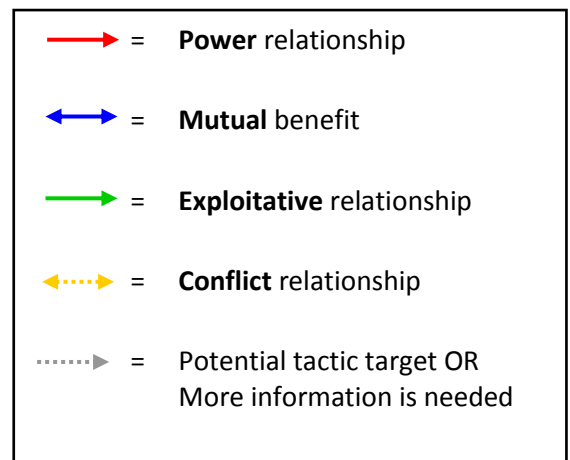 = Power relationship
= Mutual benefit
= Exploitative relationship
= Conflict relationship
= Potential tactic target OR
More information is needed